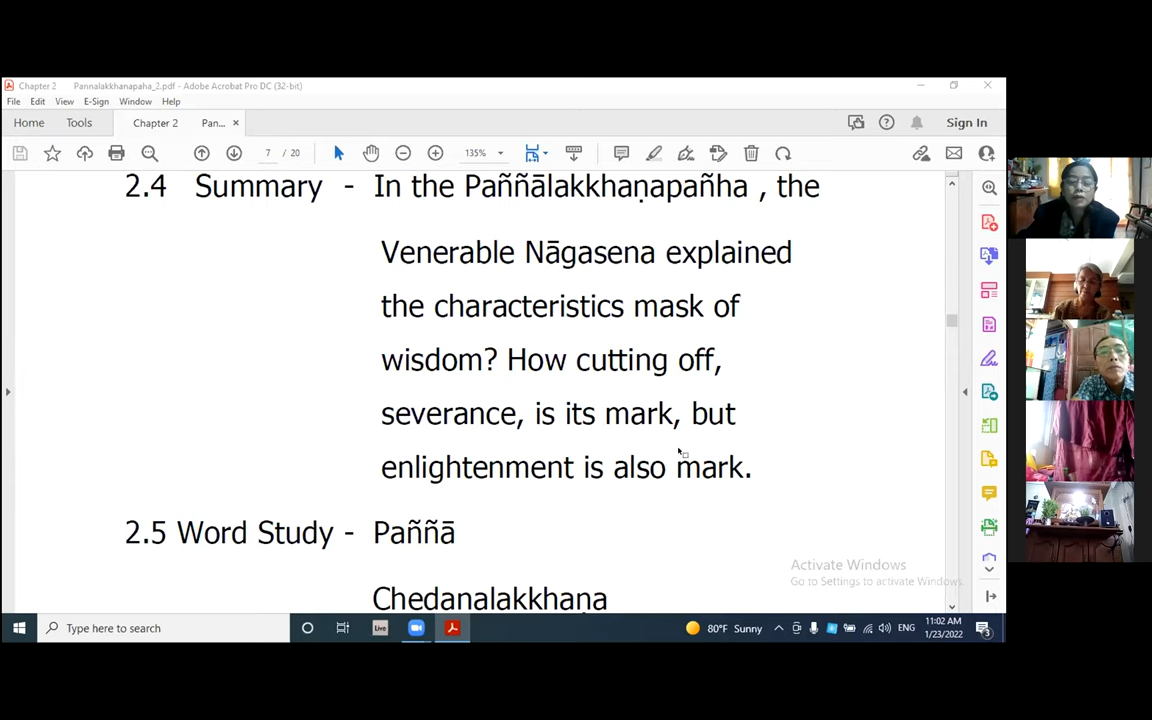 Chapter 2 Pannalakkhanapaha_2.pdf - Adobe Acrobat Pro DC (32-bit)
File Edit View E-Sign Window Help
Home Tools Chapter 2 Pan... × Sign In
7 / 20 135%
2.4 Summary - In the Paññālakkhaṇapañha , the
Venerable Nāgasena explained
the characteristics mask of
wisdom? How cutting off,
severance, is its mark, but
enlightenment is also mark.
2.5 Word Study - Paññā
Chedanalakkhaṇa
Activate Windows
Go to Settings to activate Windows.
Type here to search
Live
80°F Sunny
ENG
11:02 AM
1/23/2022
3